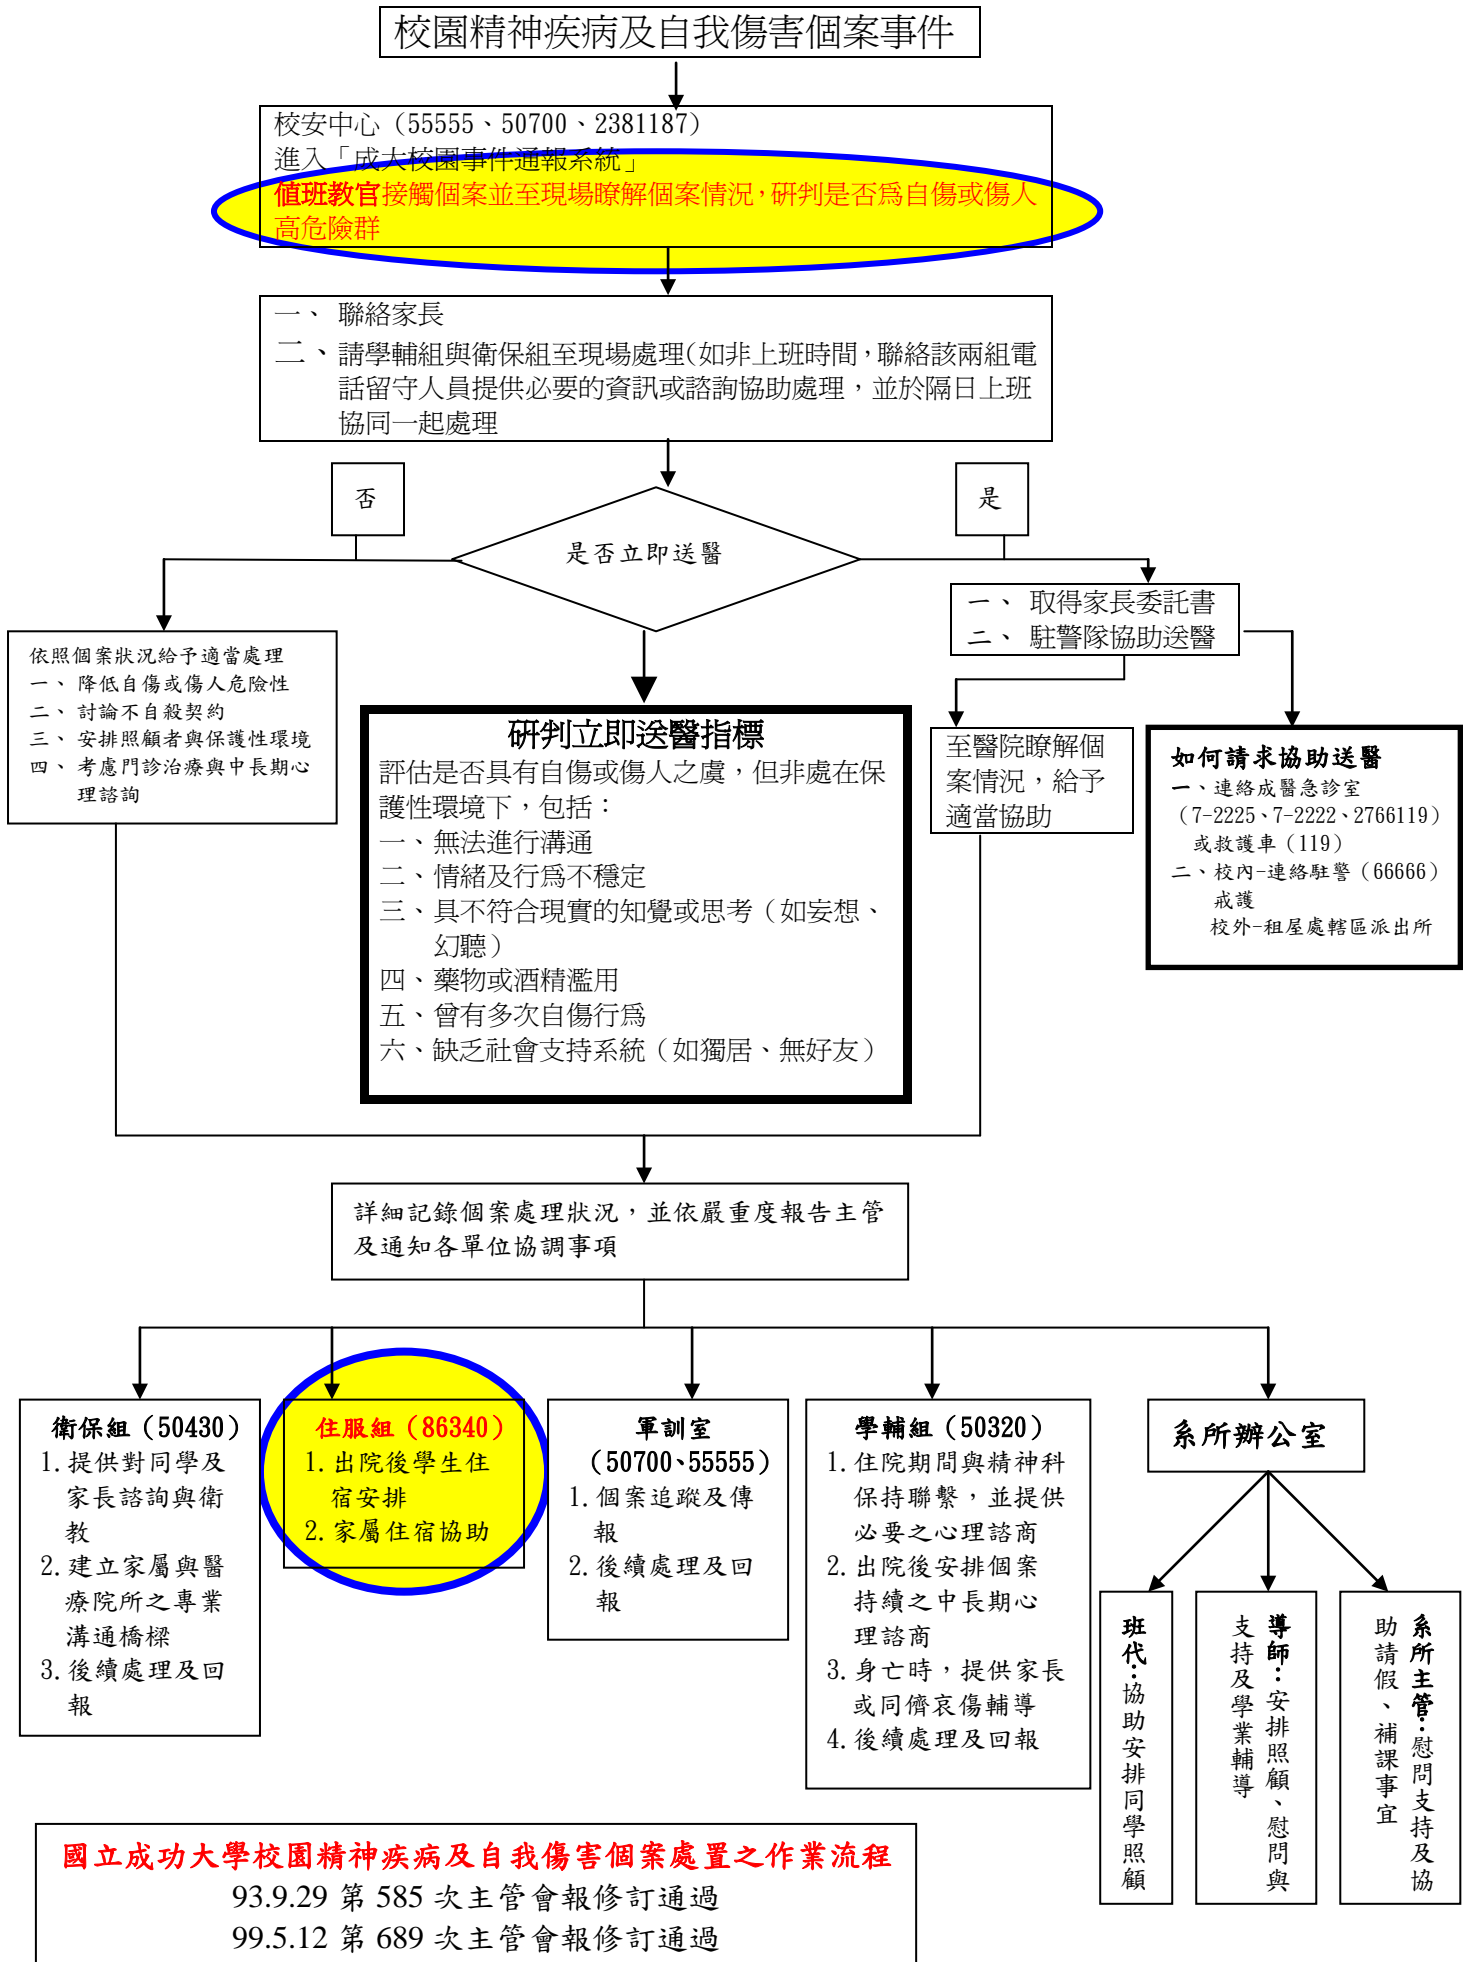 校園精神疾病及自我傷害個案事件
校安中心（55555、50700、2381187）
進入「成大校園事件通報系統」
值班教官接觸個案並至現場瞭解個案情況，研判是否為自傷或傷人
高危險群
一、 聯絡家長
二、請學輔組與衛保組至現場處理(如非上班時間，聯絡該兩組電
話留守人員提供必要的資訊或諮詢協助處理，並於隔日上班
協同一起處理
否
是
是否立即送醫
一、 取得家長委託書
二、 駐警隊協助送醫
依照個案狀況給予適當處理
一、 降低自傷或傷人危險性
二、 討論不自殺契約
三、 安排照顧者與保護性環境
四、 考慮門診治療與中長期心
理諮詢
研判立即送醫指標
評估是否具有自傷或傷人之虞，但非處在保
護性環境下，包括：
一、無法進行溝通
二、情緒及行為不穩定
三、具不符合現實的知覺或思考（如妄想、
幻聽）
四、藥物或酒精濫用
五、曾有多次自傷行為
六、缺乏社會支持系統（如獨居、無好友）
至醫院瞭解個
案情況，給予
適當協助
如何請求協助送醫
一、連絡成醫急診室
（7-2225、7-2222、2766119）
或救護車（119）
二、校內-連絡駐警（66666）
戒護
校外-租屋處轄區派出所
詳細記錄個案處理狀況，並依嚴重度報告主管
及通知各單位協調事項
衛保組（50430）
1.提供對同學及
家長諮詢與衛
教
2.建立家屬與醫
療院所之專業
溝通橋樑
3.後續處理及回
報
住服組（86340）
1.出院後學生住
宿安排
2.家屬住宿協助
軍訓室
（50700、55555）
1.個案追蹤及傳
報
2.後續處理及回
報
學輔組（50320）
1.住院期間與精神科
保持聯繫，並提供
必要之心理諮商
2.出院後安排個案
持續之中長期心
理諮商
3.身亡時，提供家長
或同儕哀傷輔導
4.後續處理及回報
系所辦公室
班代：協助安排同學照顧
導師：安排照顧、慰問與
支持及學業輔導
系所主管：慰問支持及協
助請假、補課事宜
國立成功大學校園精神疾病及自我傷害個案處置之作業流程
93.9.29 第 585 次主管會報修訂通過
99.5.12 第 689 次主管會報修訂通過